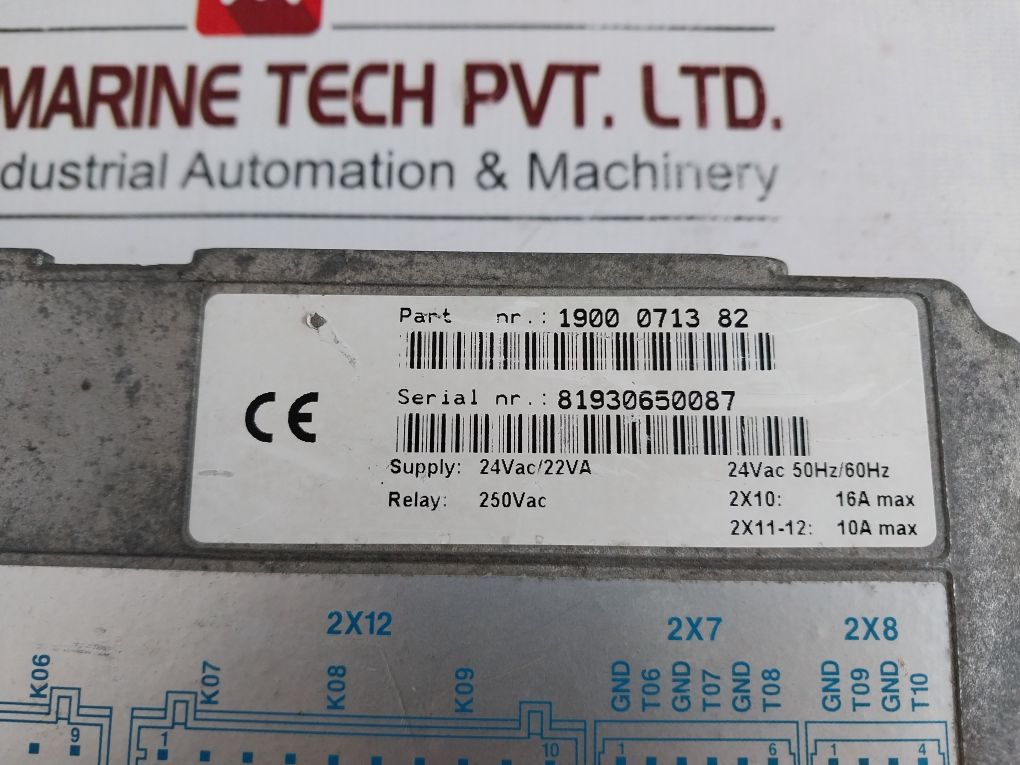 MARINE TECH PVT. LTD.
dustrial Automation & Machinery
Part nr.: 1900 0713 82
CE
Serial nr.: 81930650087
Supply: 24Vac/22VA 24Vac 50Hz/60Hz
Relay: 250Vac 2X10: 16A max
2X11-12: 10A max
2X12 2X7 2X8
K06 K07 K08 K09 GND T06 GND T07 GND T08 GND T09 GND T10
9 1 10 1 6 1 4